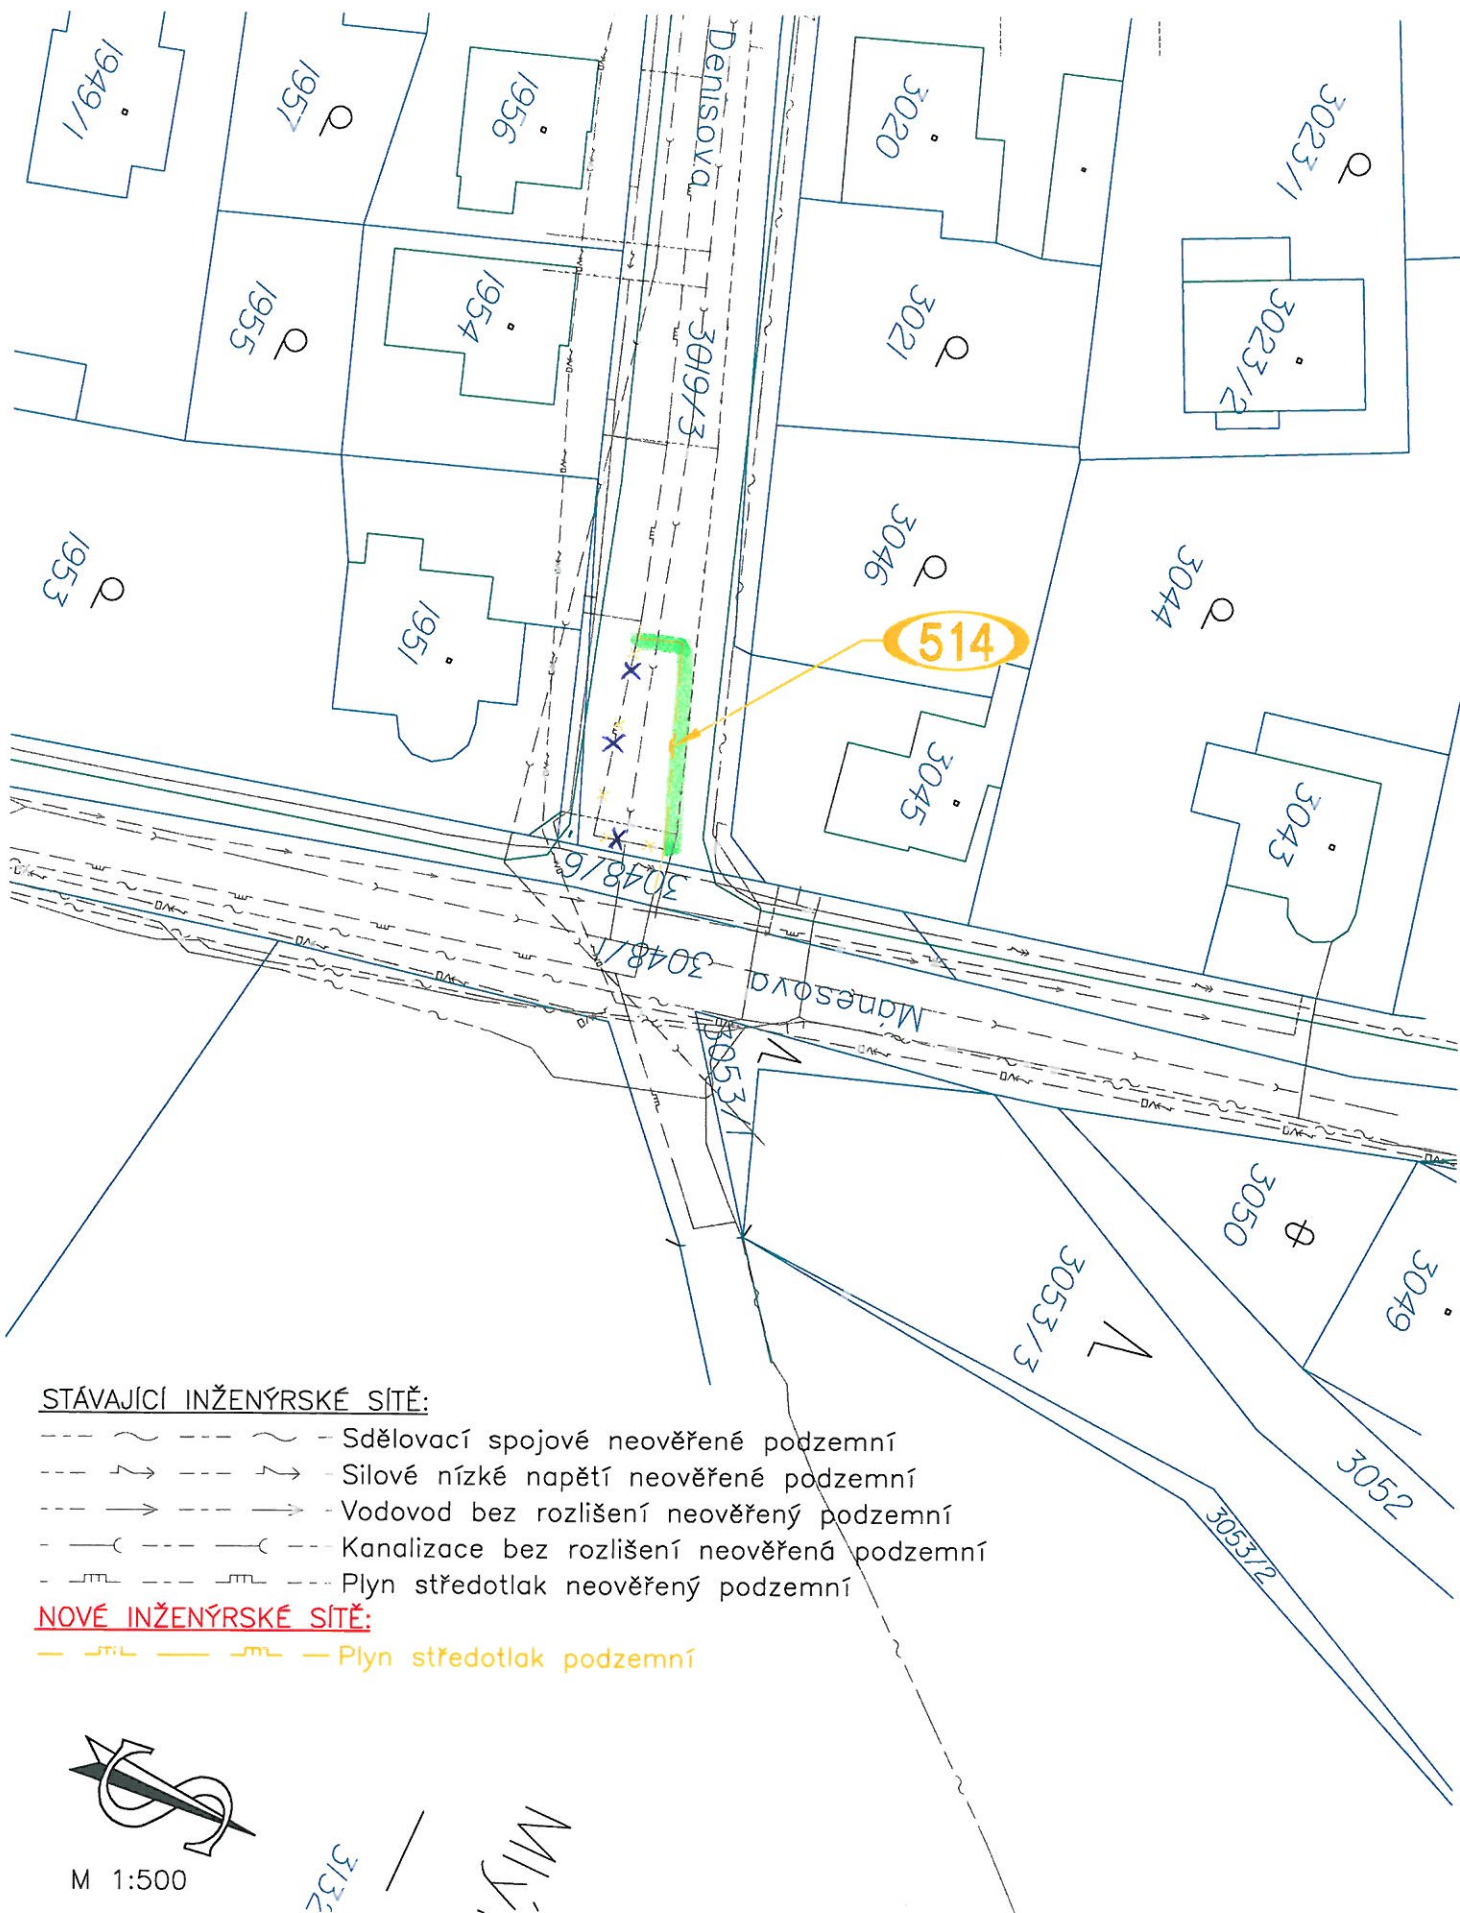 1949/1
1957
1956
Denisova
3020
3023/1
1955
1954
3019/3
3021
3023/2
1953
1951
3046
3044
514
3045
3043
3048/6
3048/1
Mánesova
3053/1
3050
3049
3053/3
3052
3053/2
STÁVAJÍCÍ INŽENÝRSKÉ SÍTĚ:
Sdělovací spojové neověřené podzemní
Silové nízké napětí neověřené podzemní
Vodovod bez rozlišení neověřený podzemní
Kanalizace bez rozlišení neověřená podzemní
Plyn středotlak neověřený podzemní
NOVÉ INŽENÝRSKÉ SÍTĚ:
Plyn středotlak podzemní
S
M 1:500